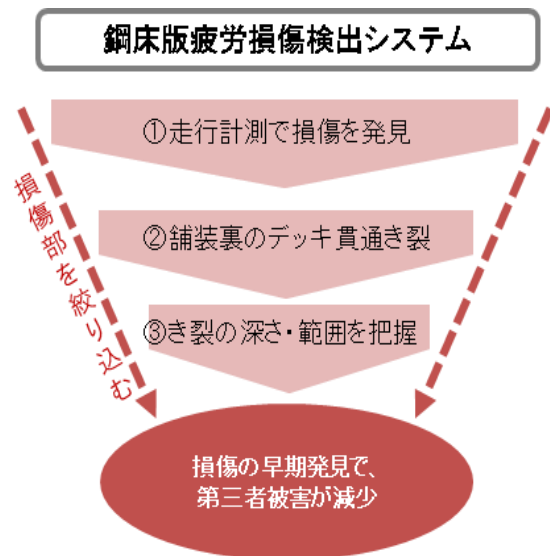 鋼床版疲労損傷検出システム
①走行計測で損傷を発見
損傷部を絞り込む
②舗装裏のデッキ貫通き裂
③き裂の深さ・範囲を把握
損傷の早期発見で、
第三者被害が減少